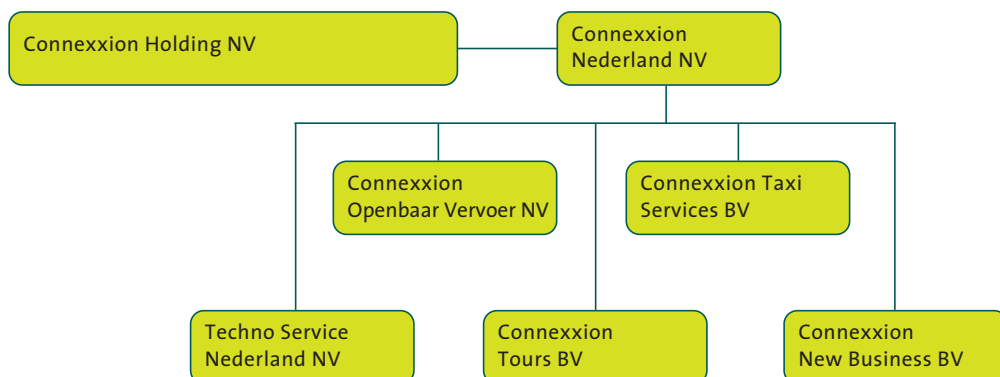 Connexxion Holding NV
Connexxion
Nederland NV
Connexxion
Openbaar Vervoer NV
Connexxion Taxi
Services BV
Techno Service
Nederland NV
Connexxion
Tours BV
Connexxion
New Business BV